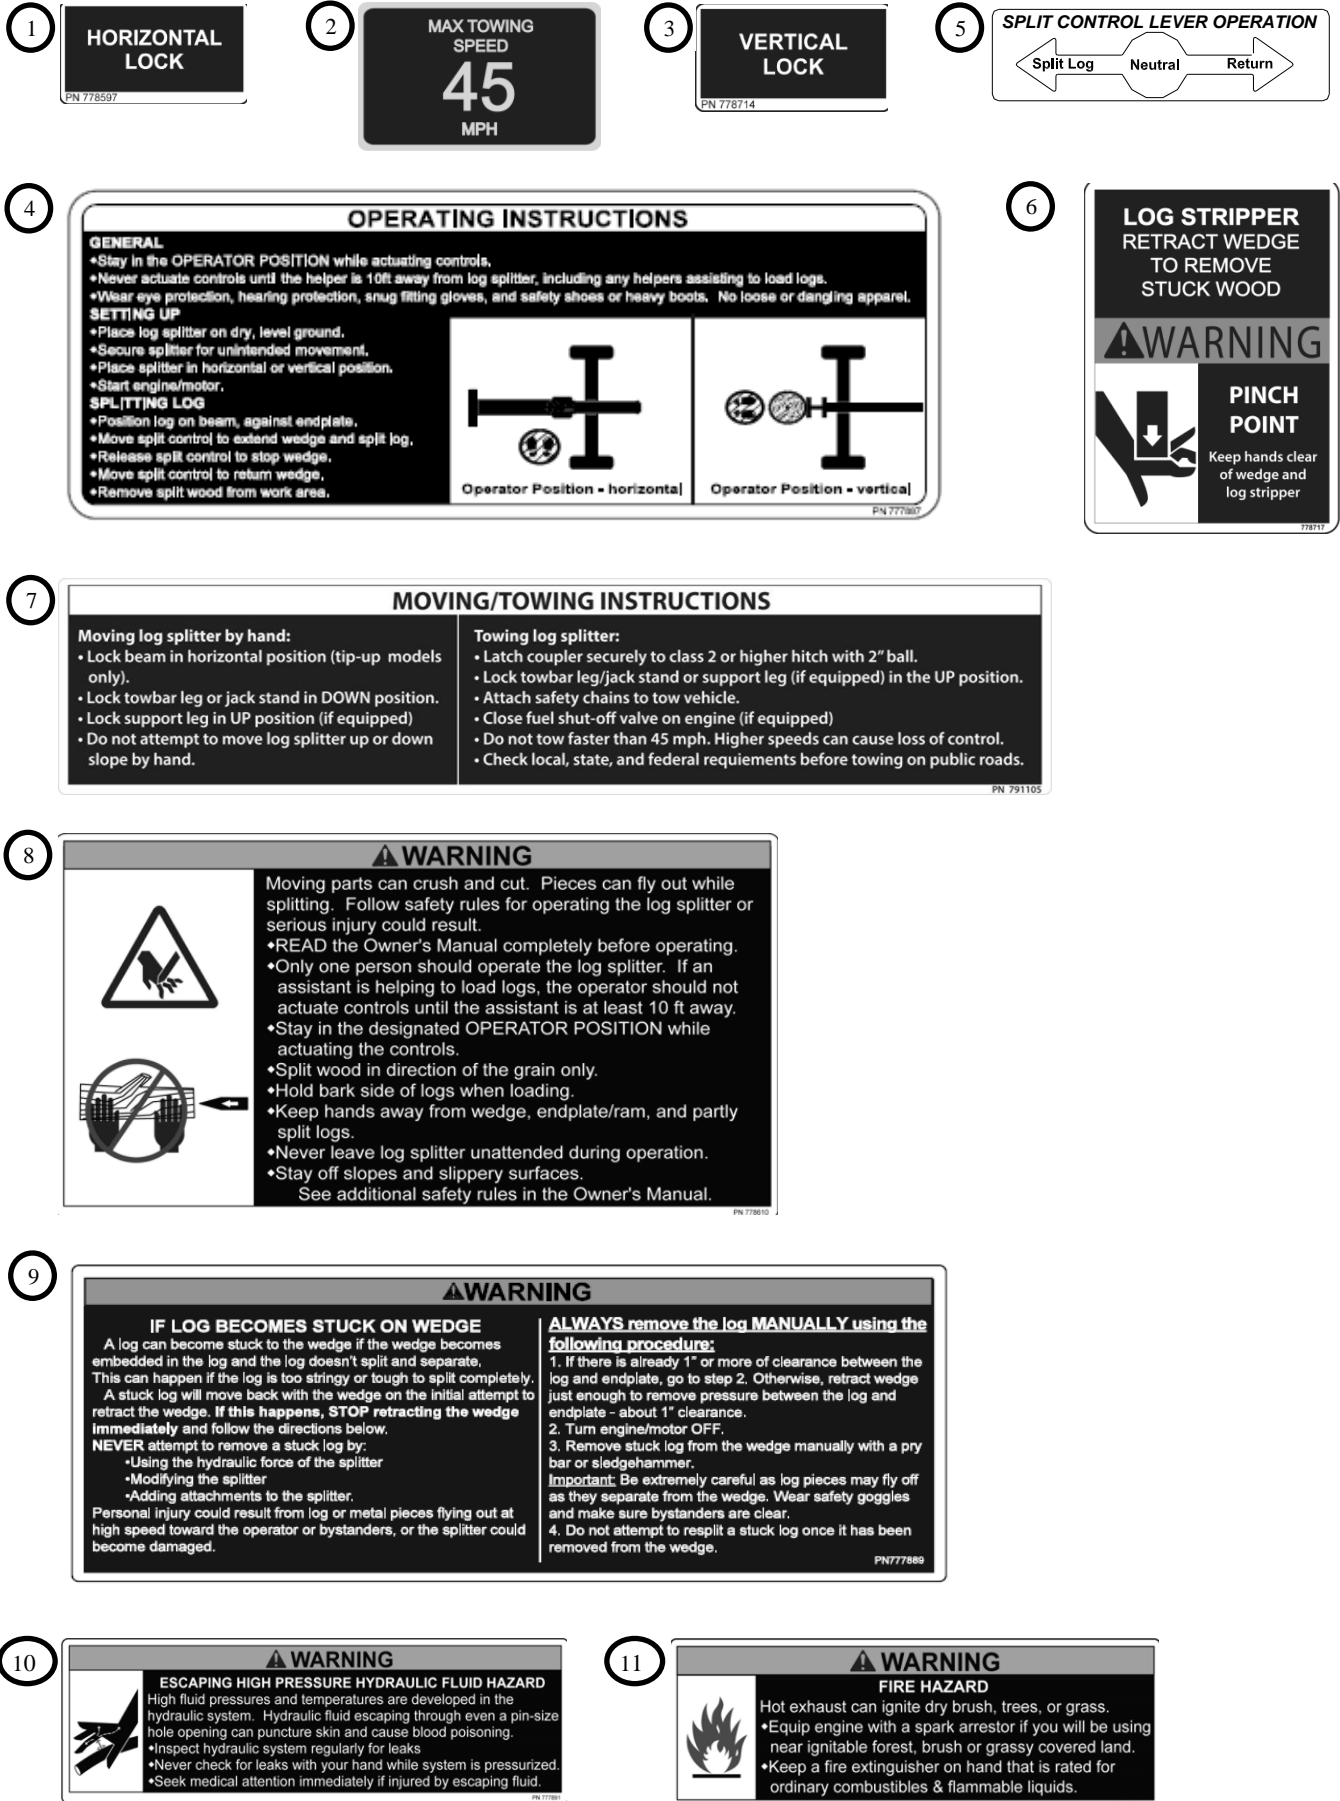 1
HORIZONTAL
LOCK
PN 778597
2
MAX TOWING
SPEED
45
MPH
3
VERTICAL
LOCK
PN 778714
5
SPLIT CONTROL LEVER OPERATION
Split Log Neutral Return
4
OPERATING INSTRUCTIONS
GENERAL
•Stay in the OPERATOR POSITION while actuating controls.
•Never actuate controls until the helper is 10ft away from log splitter, including any helpers assisting to load logs.
•Wear eye protection, hearing protection, snug fitting gloves, and safety shoes or heavy boots. No loose or dangling apparel.
SETTING UP
•Place log splitter on dry, level ground.
•Secure splitter for unintended movement.
•Place splitter in horizontal or vertical position.
•Start engine/motor.
SPLITTING LOG
•Position log on beam, against endplate.
•Move split control to extend wedge and split log.
•Release split control to stop wedge.
•Move split control to return wedge.
•Remove split wood from work area.
Operator Position - horizontal
Operator Position - vertical
PN 777887
6
LOG STRIPPER
RETRACT WEDGE
TO REMOVE
STUCK WOOD
WARNING
PINCH
POINT
Keep hands clear
of wedge and
log stripper
778717
7
MOVING/TOWING INSTRUCTIONS
Moving log splitter by hand:
• Lock beam in horizontal position (tip-up models
only).
• Lock towbar leg or jack stand in DOWN position.
• Lock support leg in UP position (if equipped)
• Do not attempt to move log splitter up or down
slope by hand.
Towing log splitter:
• Latch coupler securely to class 2 or higher hitch with 2" ball.
• Lock towbar leg/jack stand or support leg (if equipped) in the UP position.
• Attach safety chains to tow vehicle.
• Close fuel shut-off valve on engine (if equipped)
• Do not tow faster than 45 mph. Higher speeds can cause loss of control.
• Check local, state, and federal requiements before towing on public roads.
PN 791105
8
WARNING
Moving parts can crush and cut. Pieces can fly out while
splitting. Follow safety rules for operating the log splitter or
serious injury could result.
•READ the Owner's Manual completely before operating.
•Only one person should operate the log splitter. If an
assistant is helping to load logs, the operator should not
actuate controls until the assistant is at least 10 ft away.
•Stay in the designated OPERATOR POSITION while
actuating the controls.
•Split wood in direction of the grain only.
•Hold bark side of logs when loading.
•Keep hands away from wedge, endplate/ram, and partly
split logs.
•Never leave log splitter unattended during operation.
•Stay off slopes and slippery surfaces.
See additional safety rules in the Owner's Manual.
PN 778610
9
WARNING
IF LOG BECOMES STUCK ON WEDGE
A log can become stuck to the wedge if the wedge becomes
embedded in the log and the log doesn't split and separate.
This can happen if the log is too stringy or tough to split completely.
A stuck log will move back with the wedge on the initial attempt to
retract the wedge. If this happens, STOP retracting the wedge
immediately and follow the directions below.
NEVER attempt to remove a stuck log by:
•Using the hydraulic force of the splitter
•Modifying the splitter
•Adding attachments to the splitter.
Personal injury could result from log or metal pieces flying out at
high speed toward the operator or bystanders, or the splitter could
become damaged.
ALWAYS remove the log MANUALLY using the
following procedure:
1. If there is already 1" or more of clearance between the
log and endplate, go to step 2. Otherwise, retract wedge
just enough to remove pressure between the log and
endplate - about 1" clearance.
2. Turn engine/motor OFF.
3. Remove stuck log from the wedge manually with a pry
bar or sledgehammer.
Important: Be extremely careful as log pieces may fly off
as they separate from the wedge. Wear safety goggles
and make sure bystanders are clear.
4. Do not attempt to resplit a stuck log once it has been
removed from the wedge.
PN777889
10
WARNING
ESCAPING HIGH PRESSURE HYDRAULIC FLUID HAZARD
High fluid pressures and temperatures are developed in the
hydraulic system. Hydraulic fluid escaping through even a pin-size
hole opening can puncture skin and cause blood poisoning.
•Inspect hydraulic system regularly for leaks
•Never check for leaks with your hand while system is pressurized.
•Seek medical attention immediately if injured by escaping fluid.
PN 777891
11
WARNING
FIRE HAZARD
Hot exhaust can ignite dry brush, trees, or grass.
•Equip engine with a spark arrestor if you will be using
near ignitable forest, brush or grassy covered land.
•Keep a fire extinguisher on hand that is rated for
ordinary combustibles & flammable liquids.